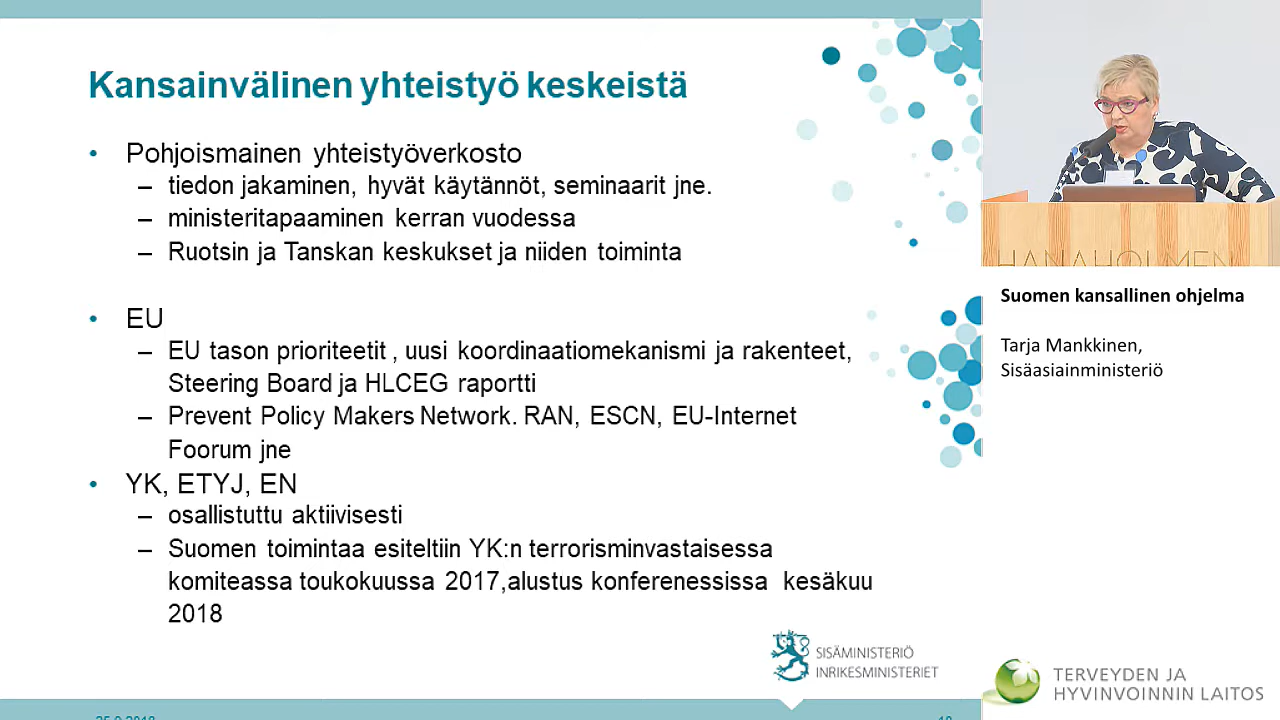 Kansainvälinen yhteistyö keskeistä
• Pohjoismainen yhteistyöverkosto
– tiedon jakaminen, hyvät käytännöt, seminaarit jne.
– ministeritapaaminen kerran vuodessa
– Ruotsin ja Tanskan keskukset ja niiden toiminta
• EU
– EU tason prioriteetit , uusi koordinaatiomekanismi ja rakenteet,
Steering Board ja HLCEG raportti
– Prevent Policy Makers Network. RAN, ESCN, EU-Internet
Foorum jne
• YK, ETYJ, EN
– osallistuttu aktiivisesti
– Suomen toimintaa esiteltiin YK:n terrorisminvastaisessa
komiteassa toukokuussa 2017,alustus konferenessissa kesäkuu
2018
SISÄMINISTERIÖ
INRIKESMINISTERIET
HANAHOLMEN
Suomen kansallinen ohjelma
Tarja Mankkinen,
Sisäasiainministeriö
TERVEYDEN JA
HYVINVOINNIN LAITOS